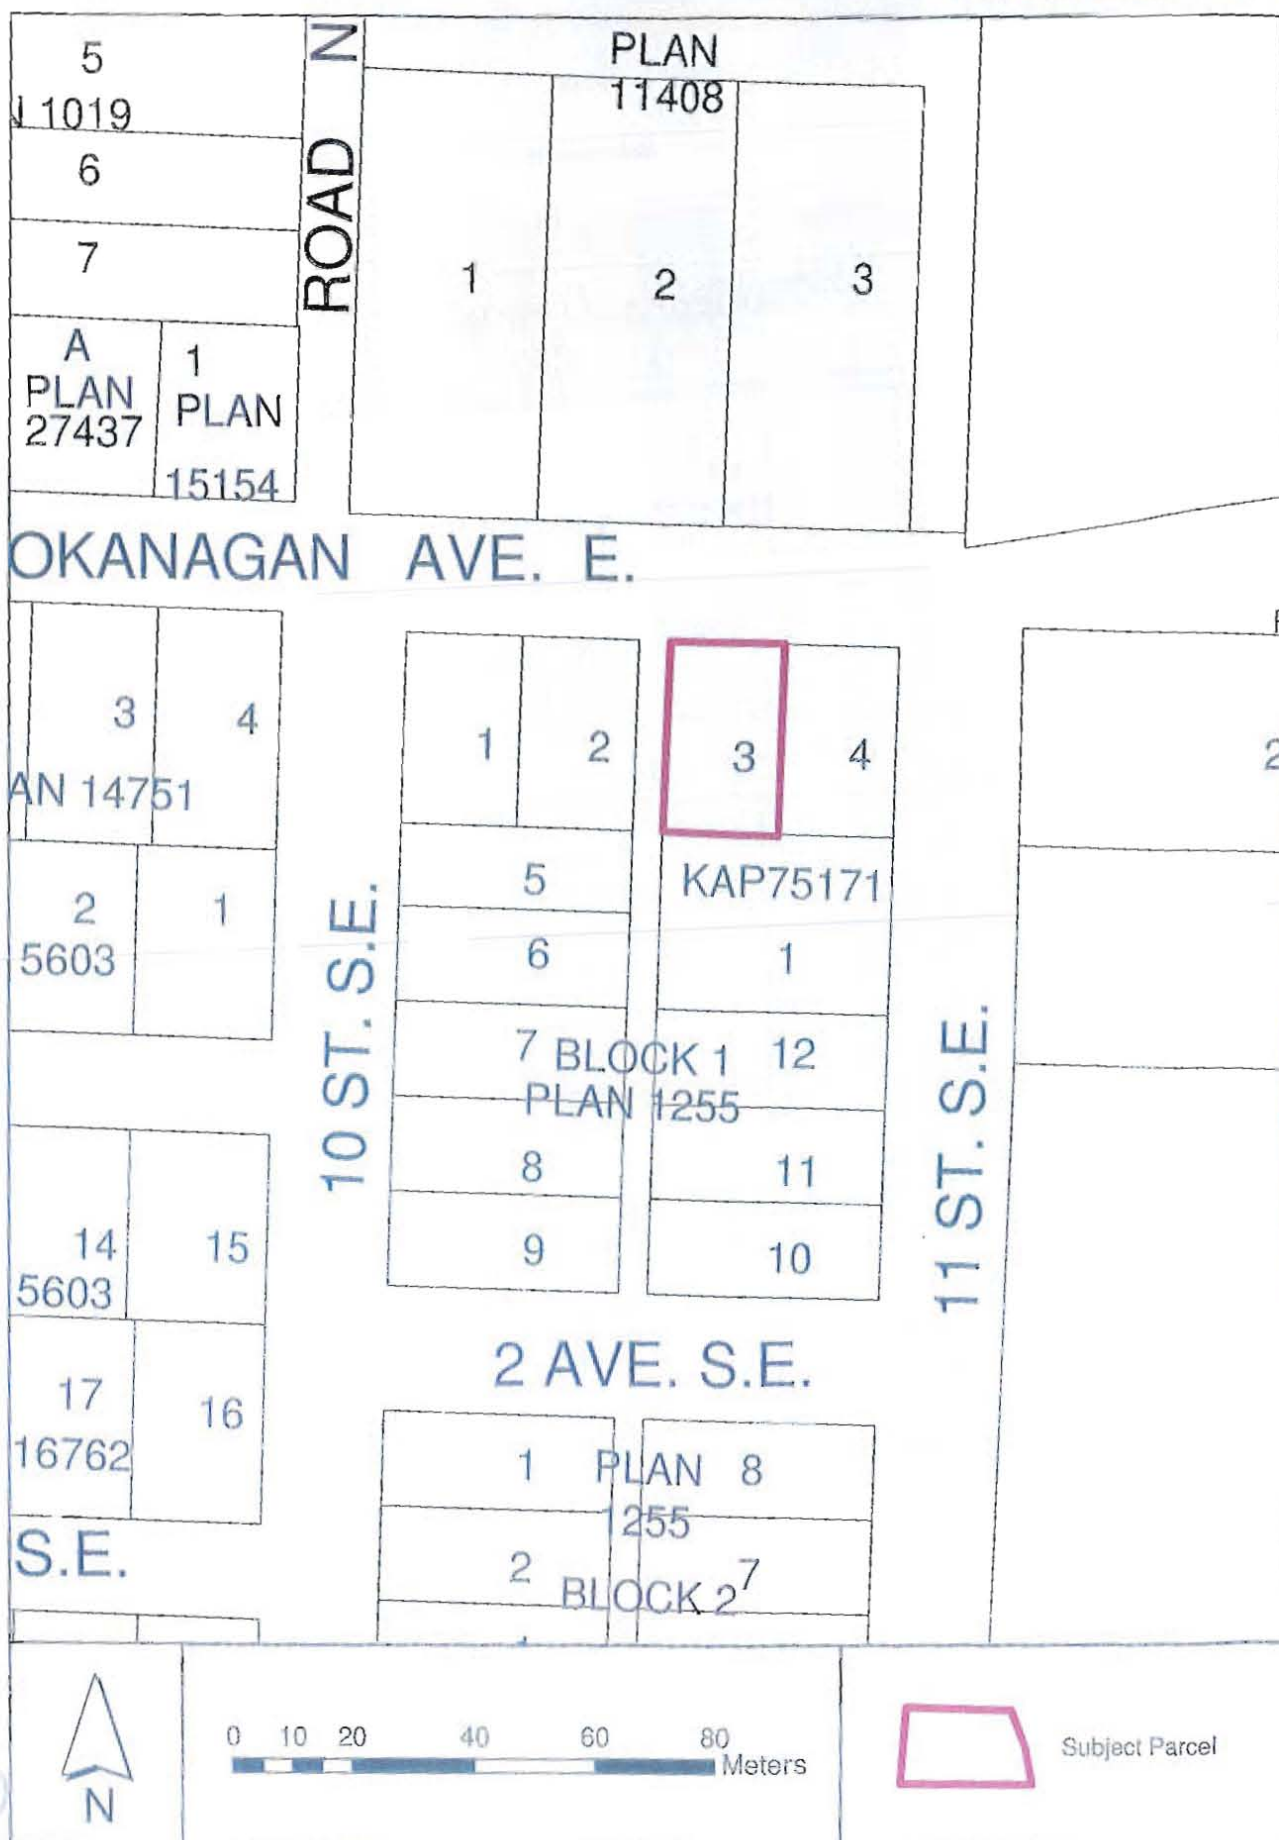 5
1019
6
7
ROAD N
PLAN
11408
1
2
3
A
PLAN
27437
1
PLAN
15154
OKANAGAN AVE. E.
3
4
AN 14751
2
5603
1
10 ST. S.E.
1
2
3
4
5
KAP75171
6
1
7
BLOCK 1
12
PLAN 1255
8
11
9
10
11 ST. S.E.
2
14
5603
15
17
16762
16
S.E.
2 AVE. S.E.
1
PLAN
8
1255
2
7
BLOCK 2
N
0 10 20 40 60 80
Meters
Subject Parcel